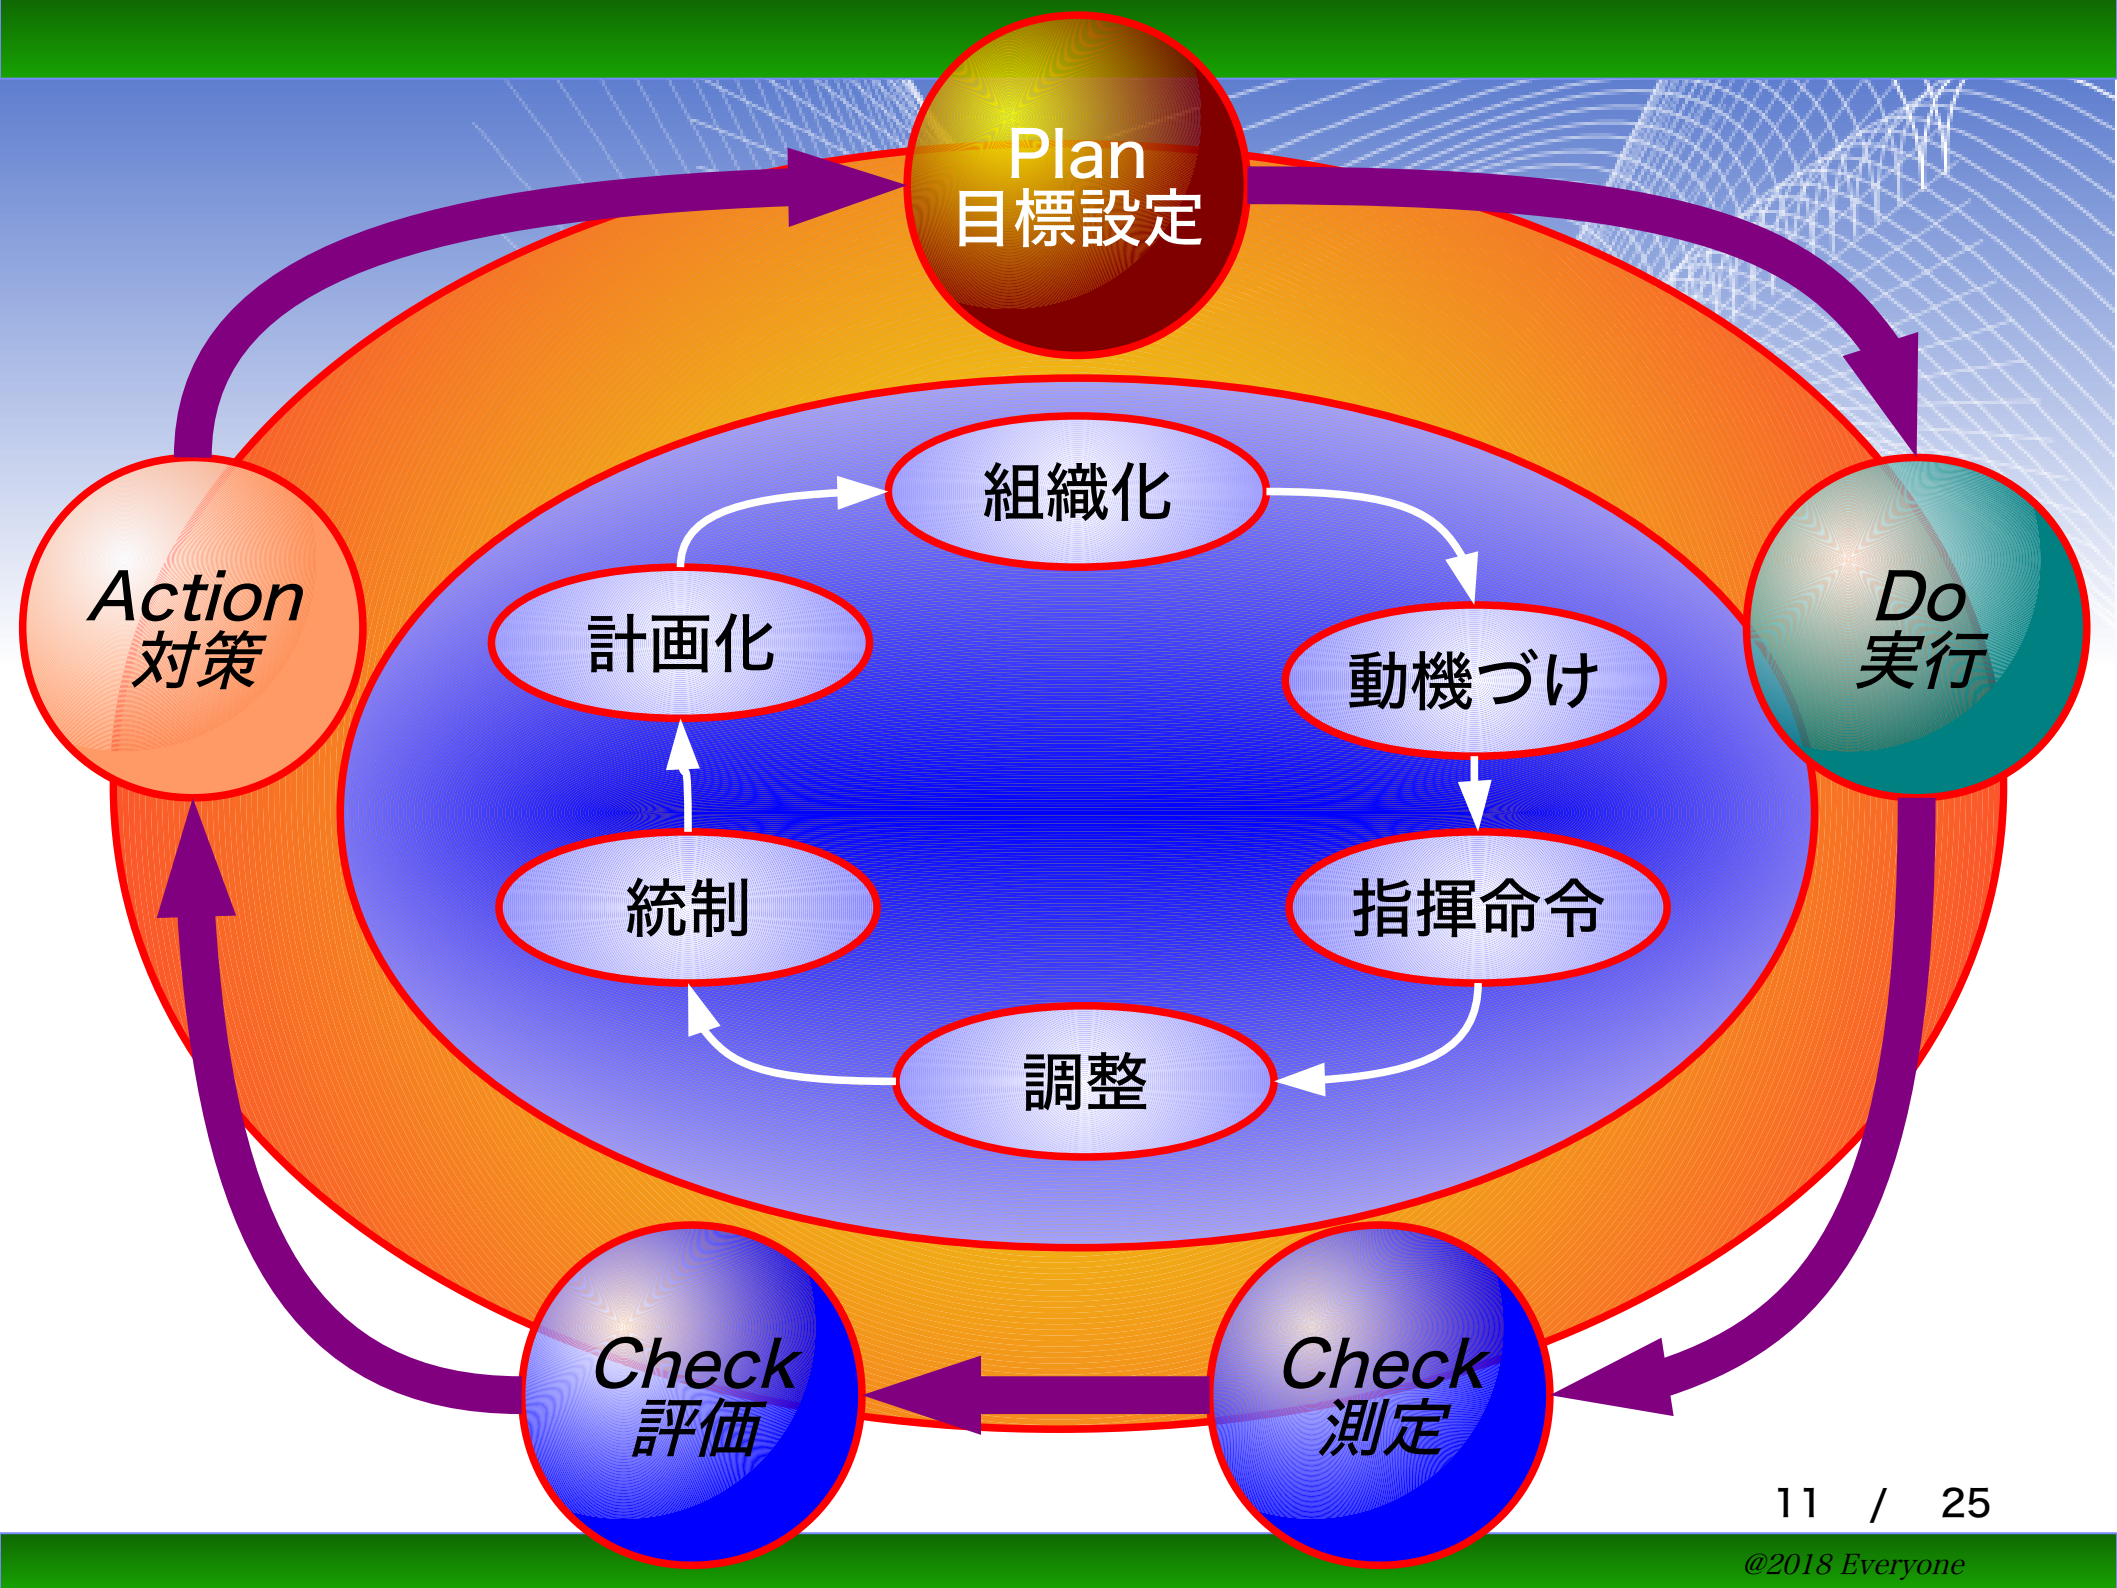 Plan
目標設定
組織化
Action
対策
計画化
動機づけ
Do
実行
統制
指揮命令
調整
Check
評価
Check
測定
11 / 25
@2018 Everyone